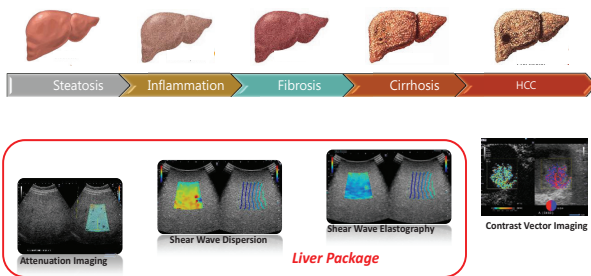 Steatosis
Inflammation
Fibrosis
Cirrhosis
HCC
Attenuation Imaging
Shear Wave Dispersion
Shear Wave Elastography
Contrast Vector Imaging
Liver Package